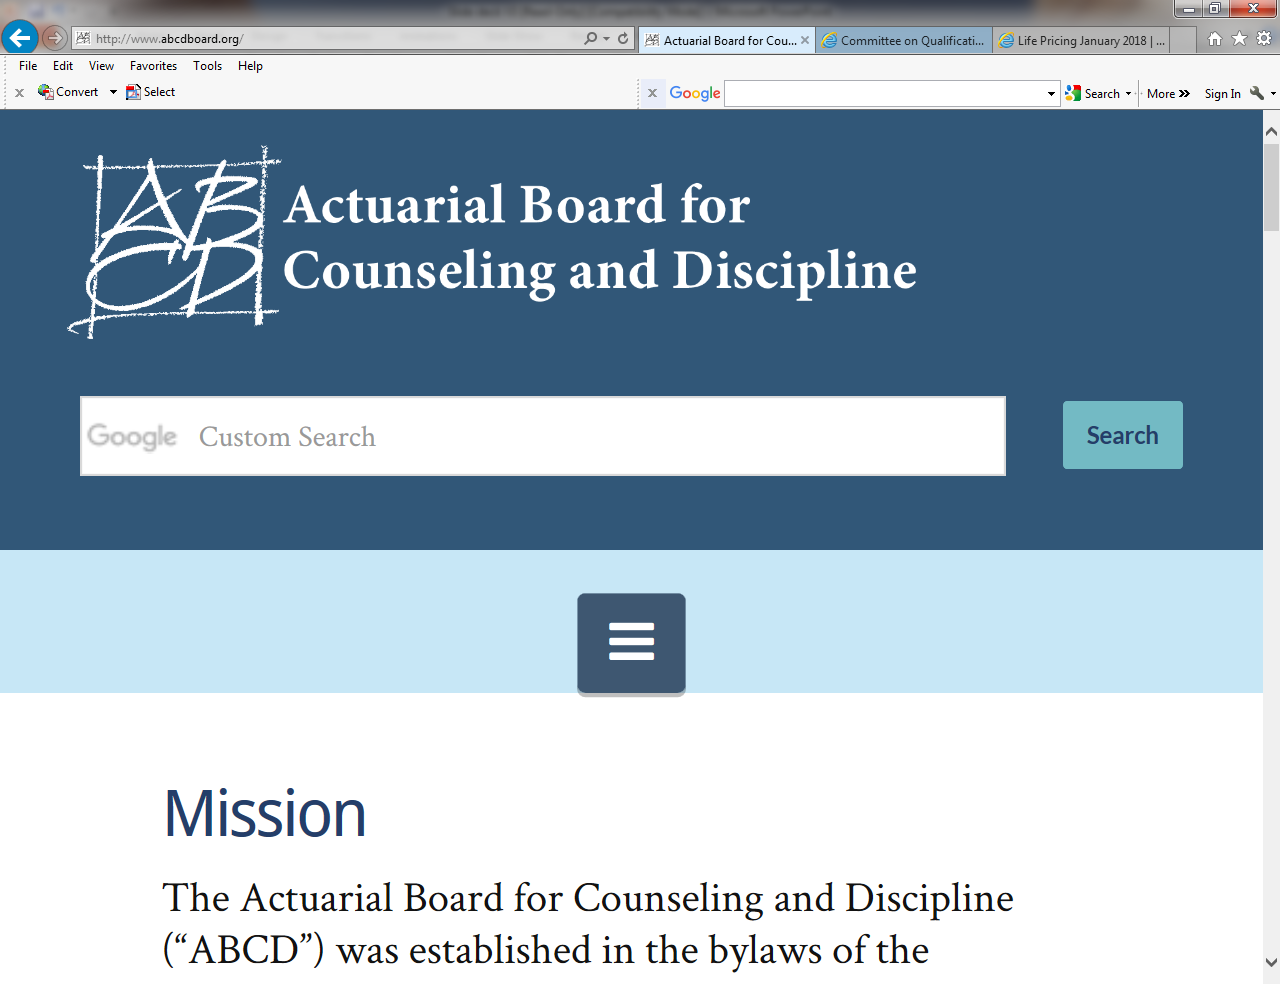 http://www.abcdboard.org/
Actuarial Board for Cou...
Committee on Qualificati...
Life Pricing January 2018 | ...
File Edit View Favorites Tools Help
x Convert Select
x Google Search More Sign In
ABCD
Actuarial Board for
Counseling and Discipline
Google Custom Search
Search
Mission
The Actuarial Board for Counseling and Discipline
(“ABCD”) was established in the bylaws of the